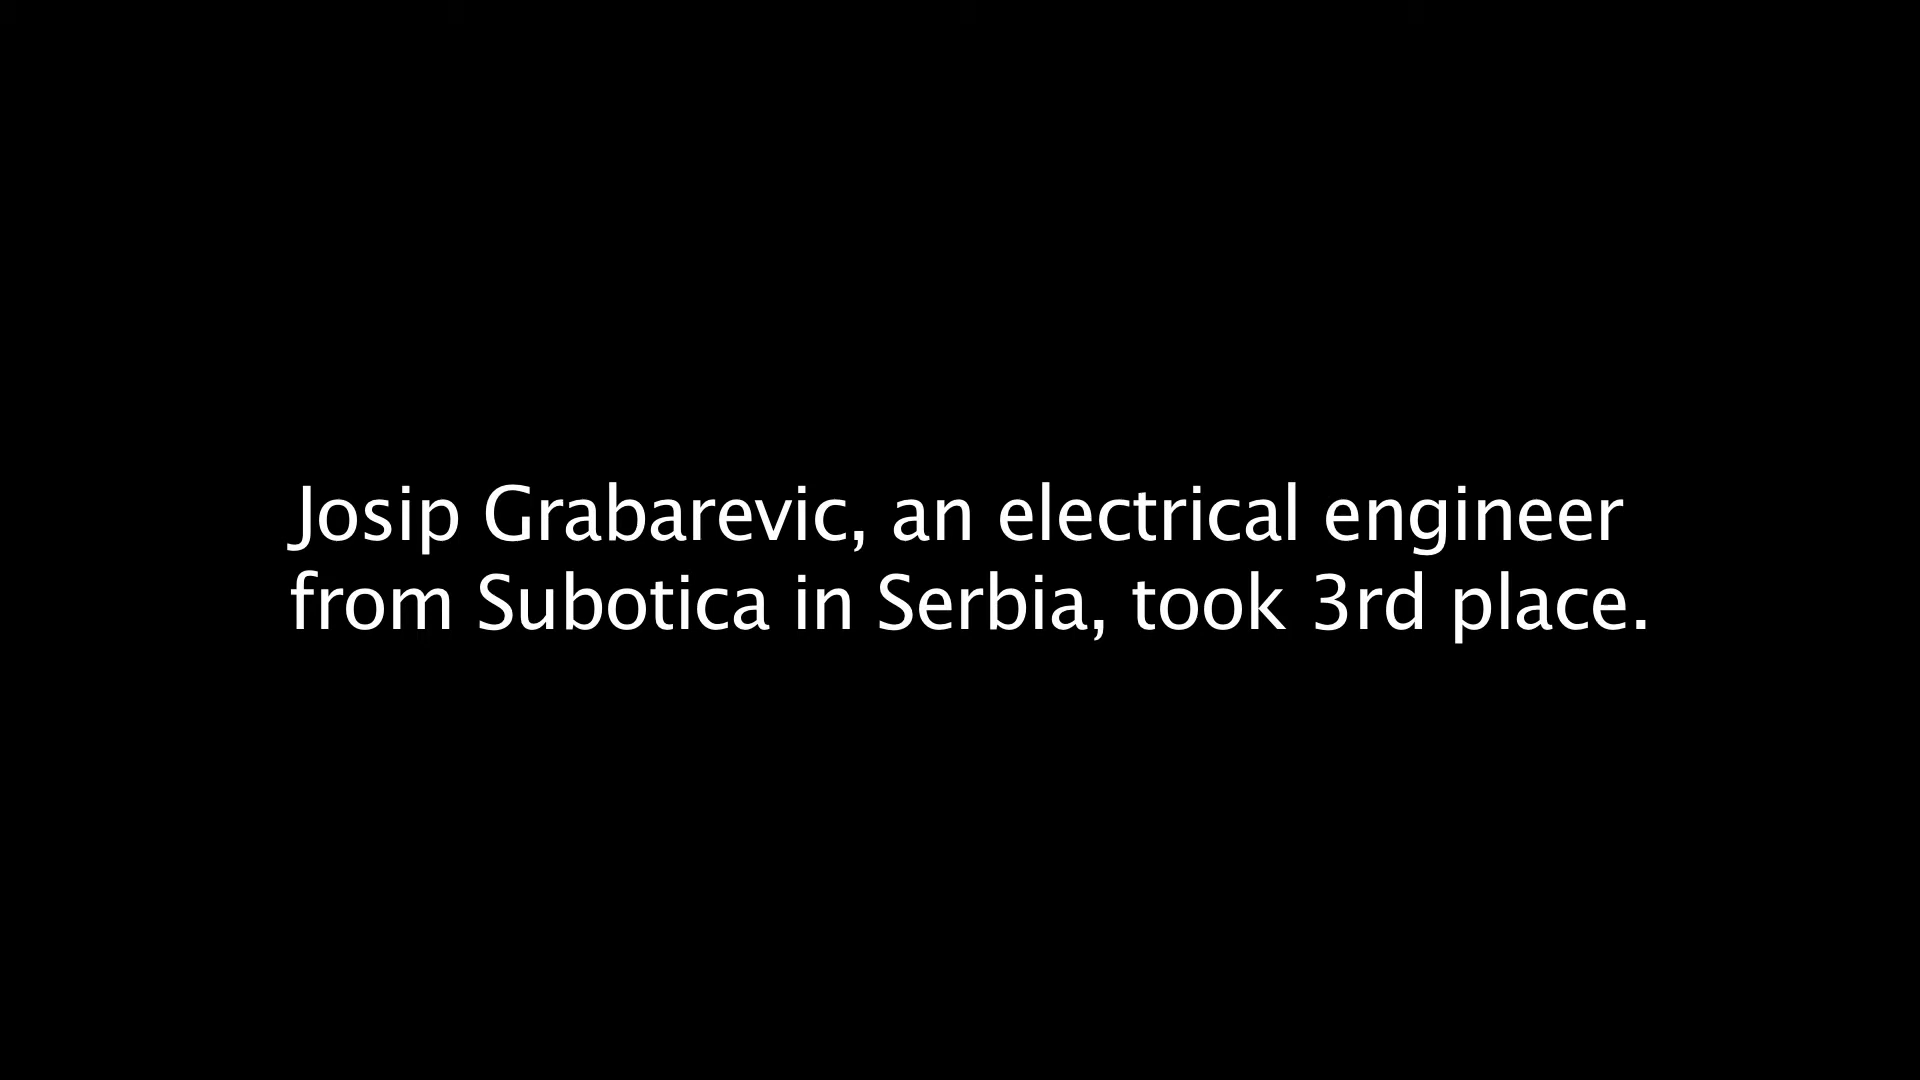 Josip Grabarevic, an electrical engineer
from Subotica in Serbia, took 3rd place.